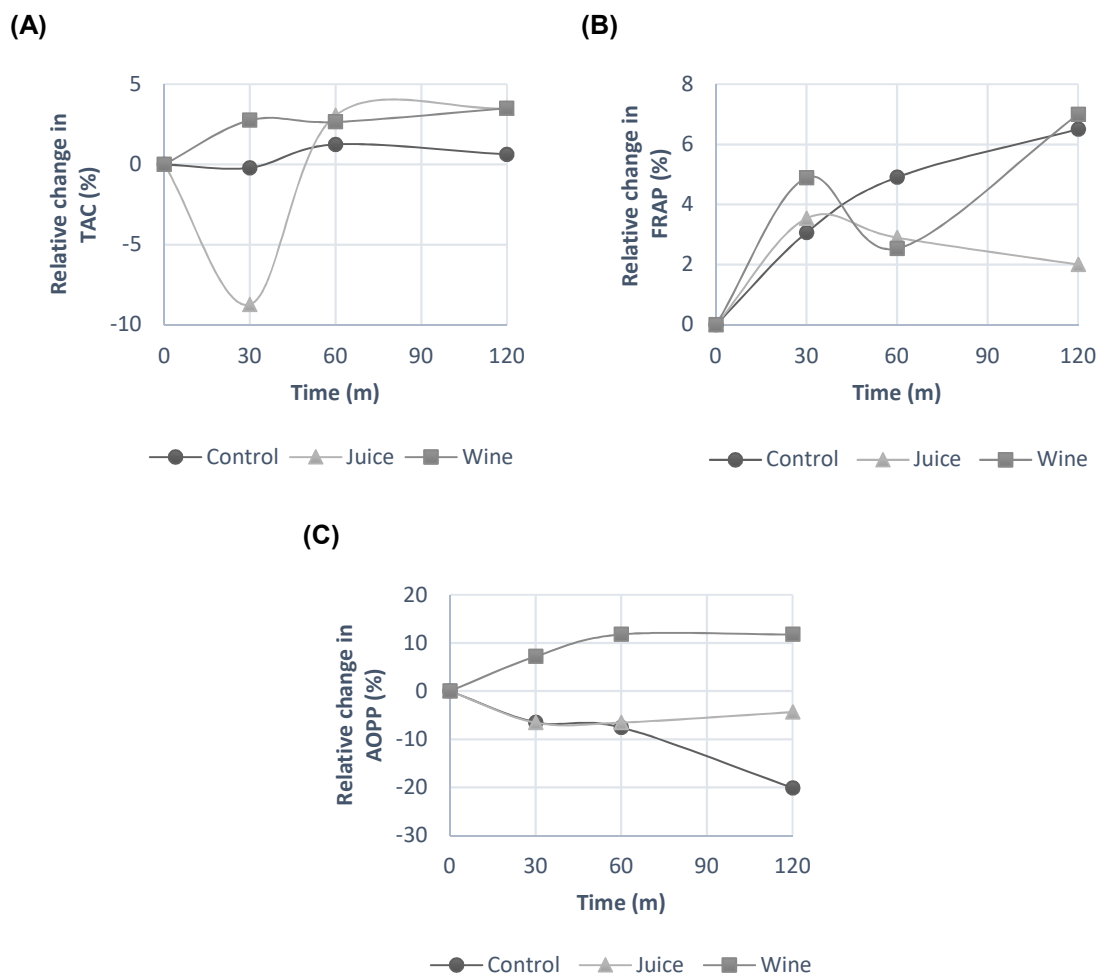 (A)
Relative change in
TAC (%)
5
0
-5
-10
0 30 60 90 120
Time (m)
Control Juice Wine
(B)
Relative change in
FRAP (%)
8
6
4
2
0
0 30 60 90 120
Time (m)
Control Juice Wine
(C)
Relative change in
AOPP (%)
20
10
0
-10
-20
-30
0 30 60 90 120
Time (m)
Control Juice Wine